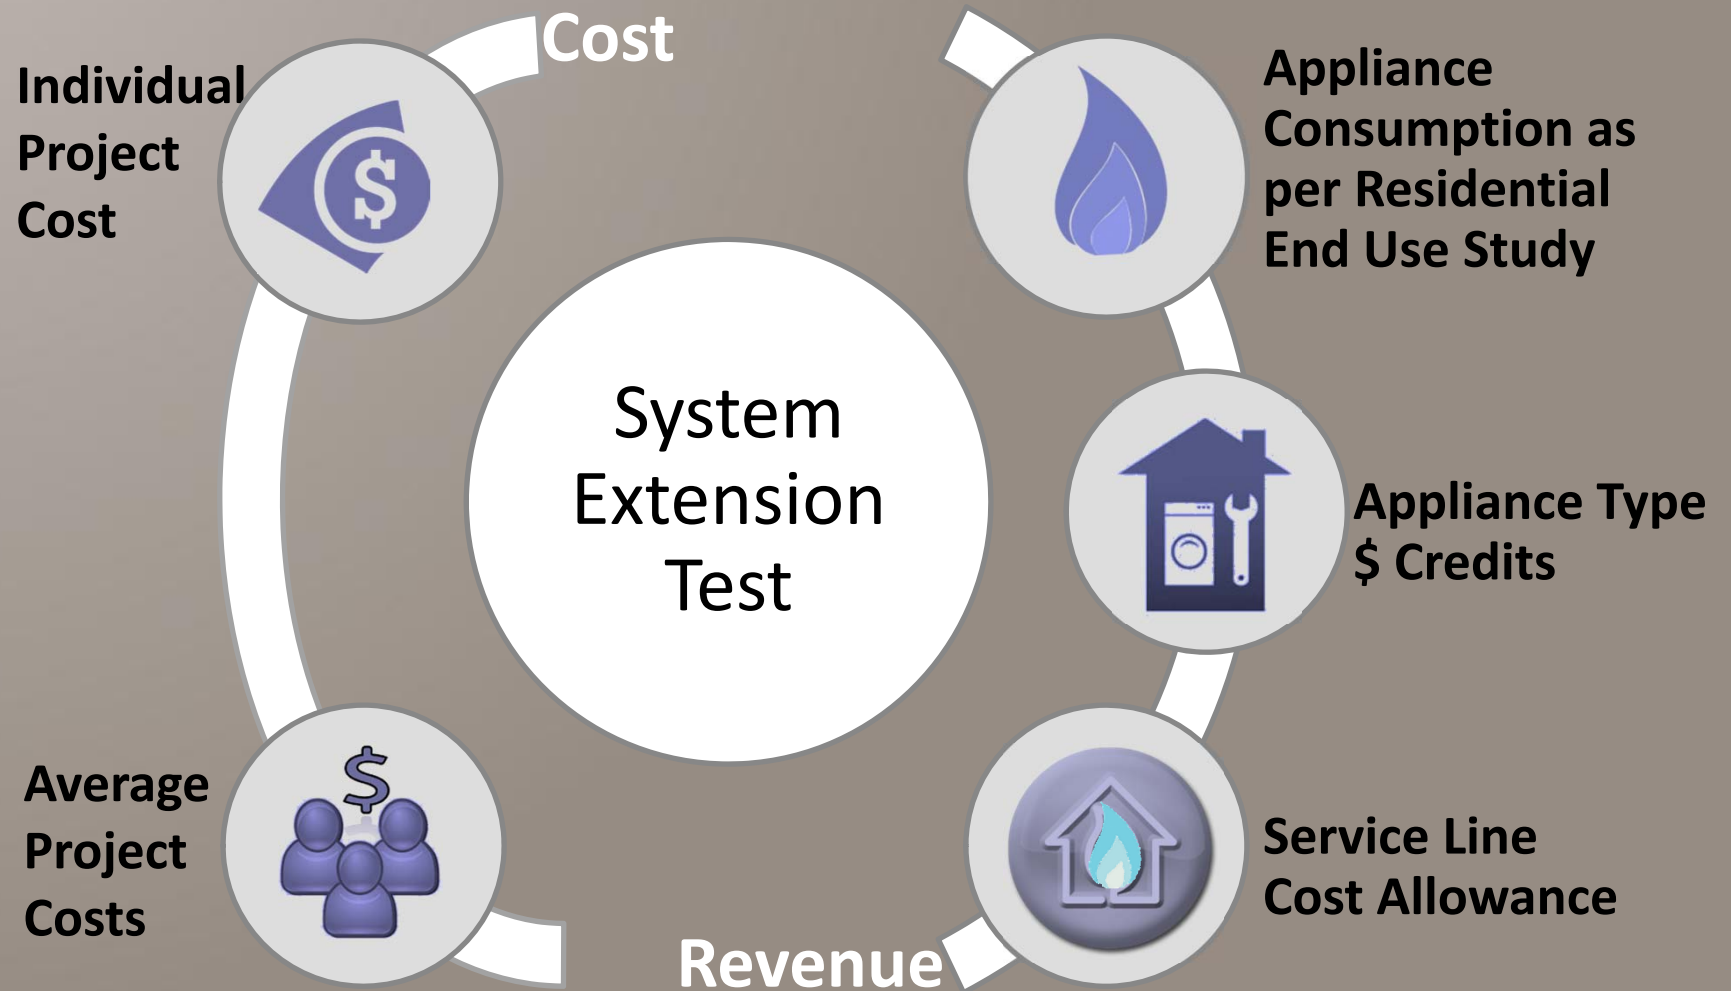 Cost
Individual
Project
Cost
$
Average
Project
Costs
$
System
Extension
Test
Appliance
Consumption as
per Residential
End Use Study
Appliance Type
$ Credits
Service Line
Cost Allowance
Revenue